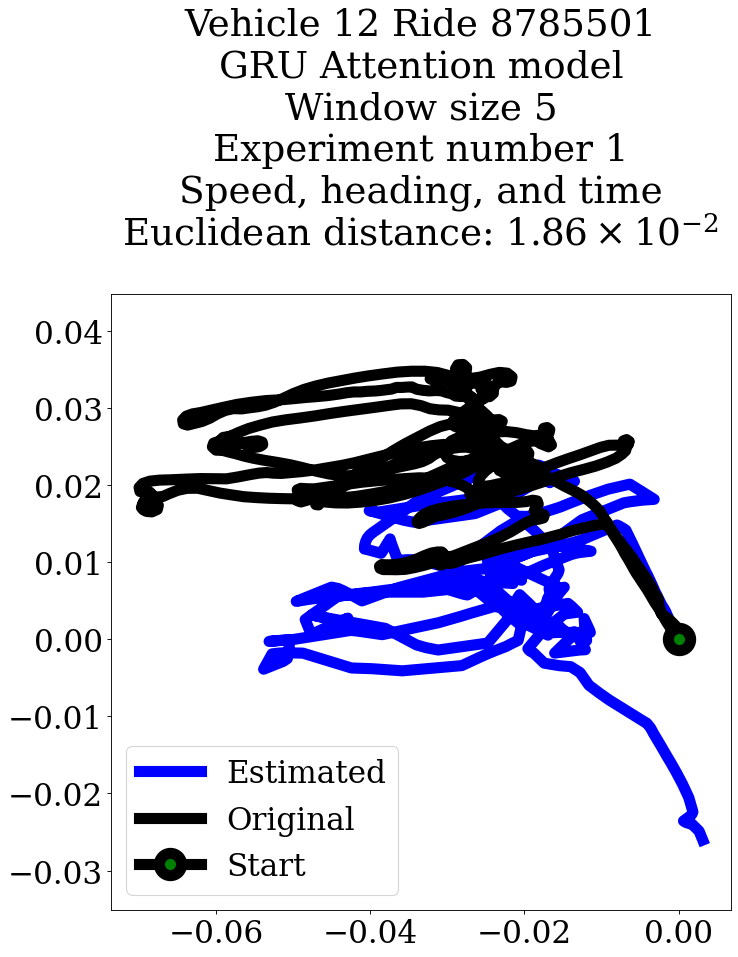 Vehicle 12 Ride 8785501
GRU Attention model
Window size 5
Experiment number 1
Speed, heading, and time
Euclidean distance: 1.86 × 10⁻²
0.04
0.03
0.02
0.01
0.00
−0.01
−0.02
−0.03
Estimated
Original
Start
−0.06
−0.04
−0.02
0.00